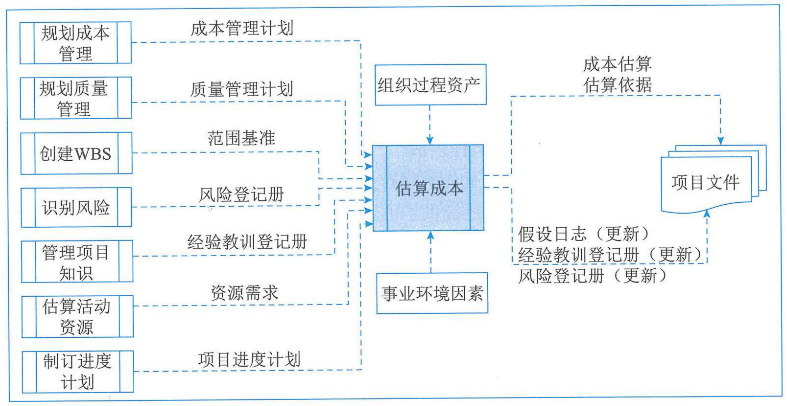 规划成本
管理
成本管理计划
规划质量
管理
质量管理计划
创建WBS
范围基准
识别风险
风险登记册
管理项目
知识
经验教训登记册
估算活动
资源
资源需求
制订进度
计划
项目进度计划
组织过程资产
估算成本
事业环境因素
成本估算
估算依据
项目文件
假设日志（更新）
经验教训登记册（更新）
风险登记册（更新）